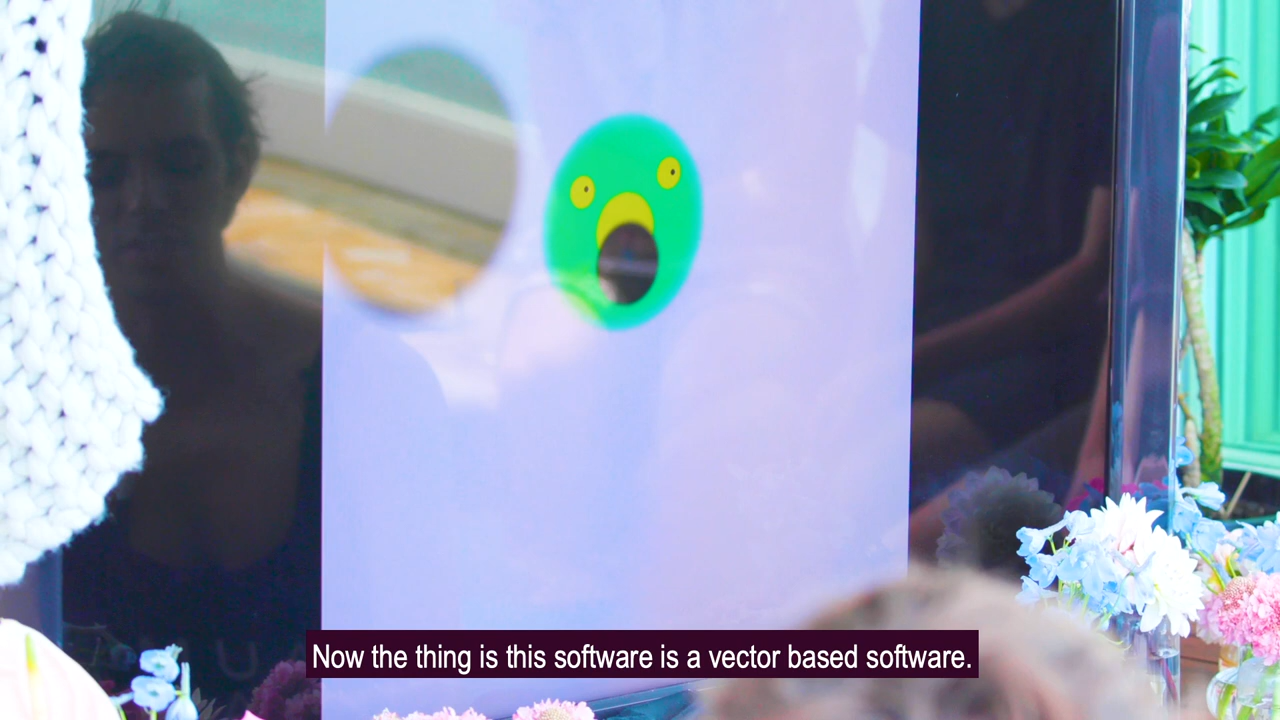 Now the thing is this software is a vector based software.